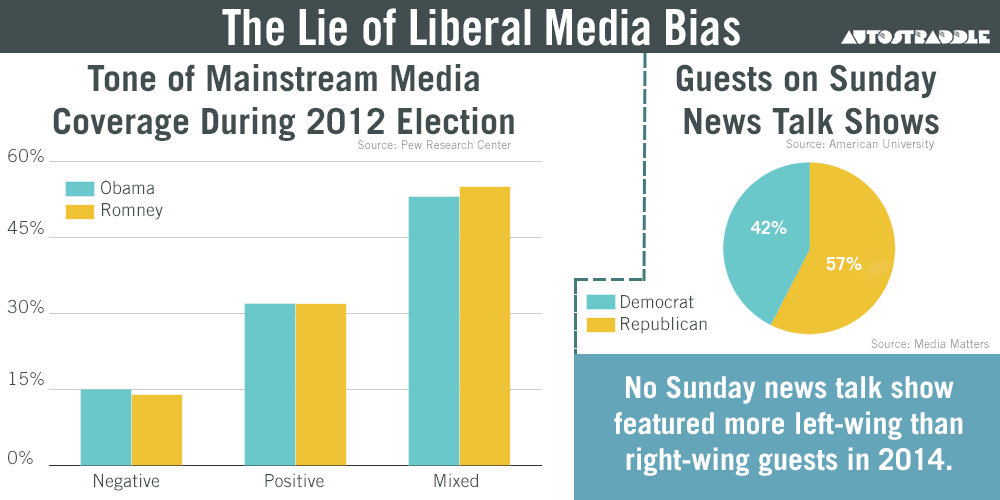 The Lie of Liberal Media Bias
AUTOSTRADDLE
Tone of Mainstream Media
Coverage During 2012 Election
Source: Pew Research Center
60%
45%
30%
15%
0%
Obama
Romney
Negative
Positive
Mixed
Guests on Sunday
News Talk Shows
Source: American University
42%
57%
Democrat
Republican
Source: Media Matters
No Sunday news talk show
featured more left-wing than
right-wing guests in 2014.